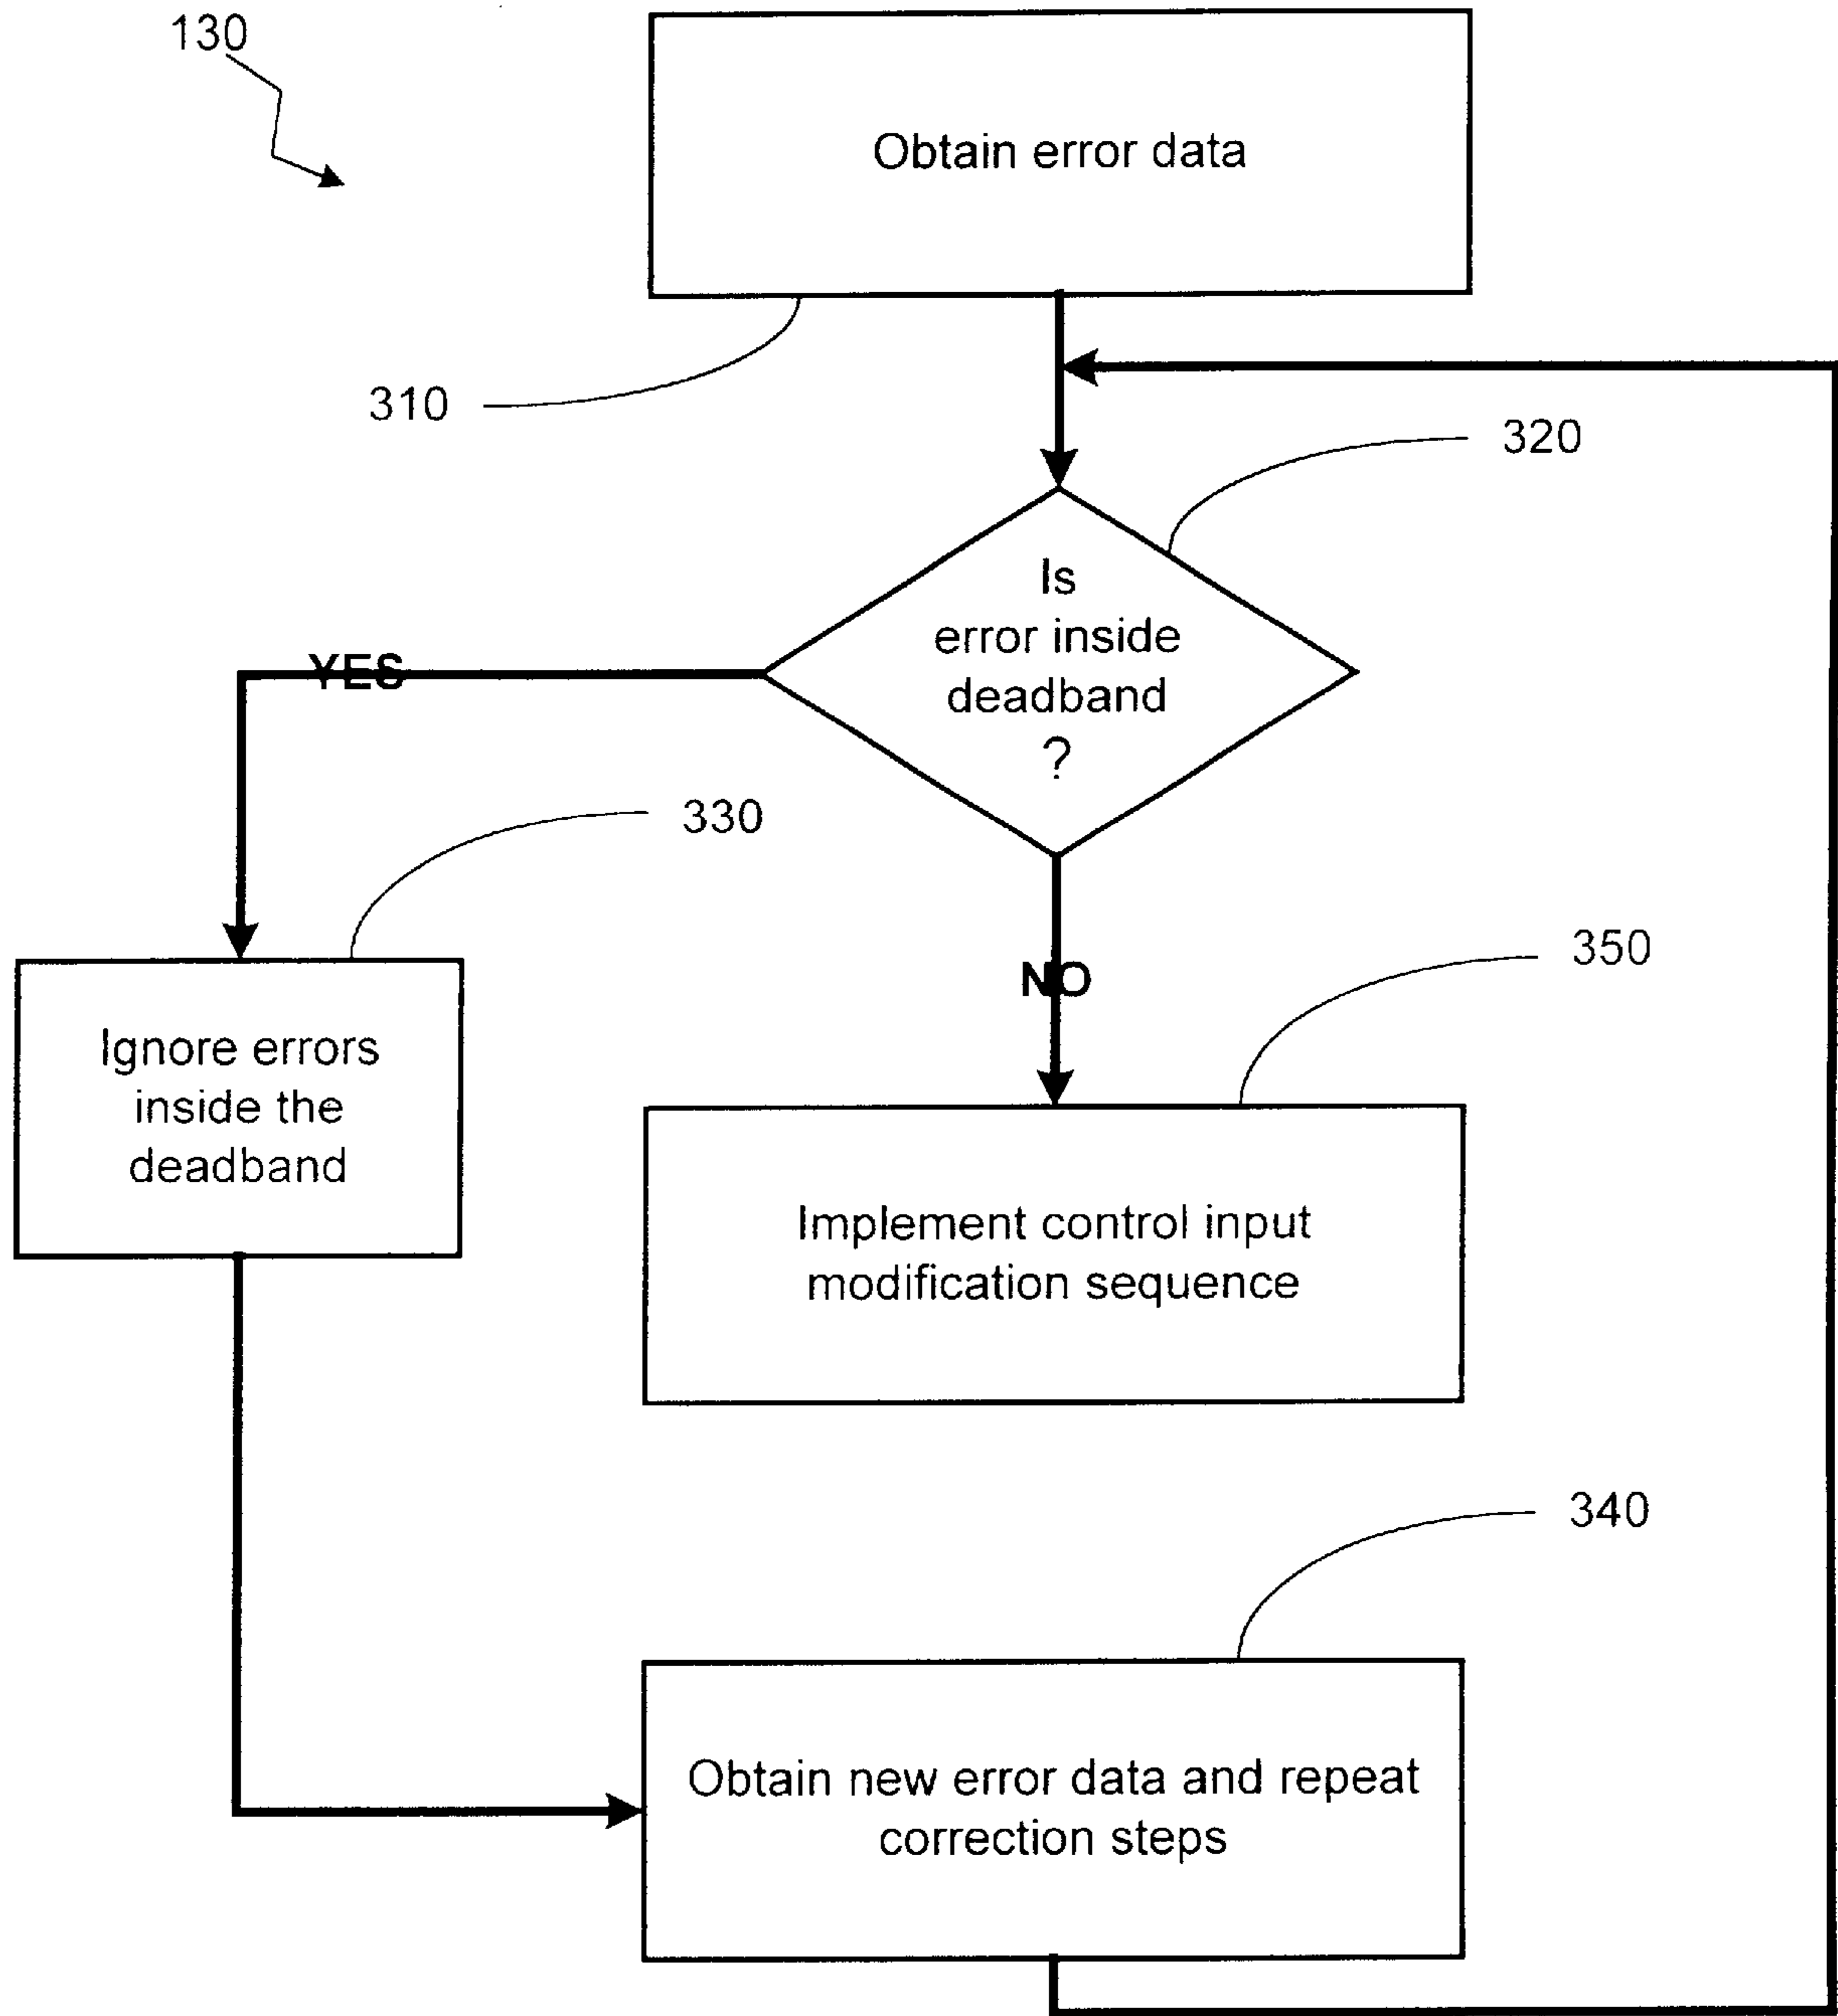 130
Obtain error data
310
320
Is
error inside
deadband
?
YES
330
NO
350
Ignore errors
inside the
deadband
Implement control input
modification sequence
340
Obtain new error data and repeat
correction steps